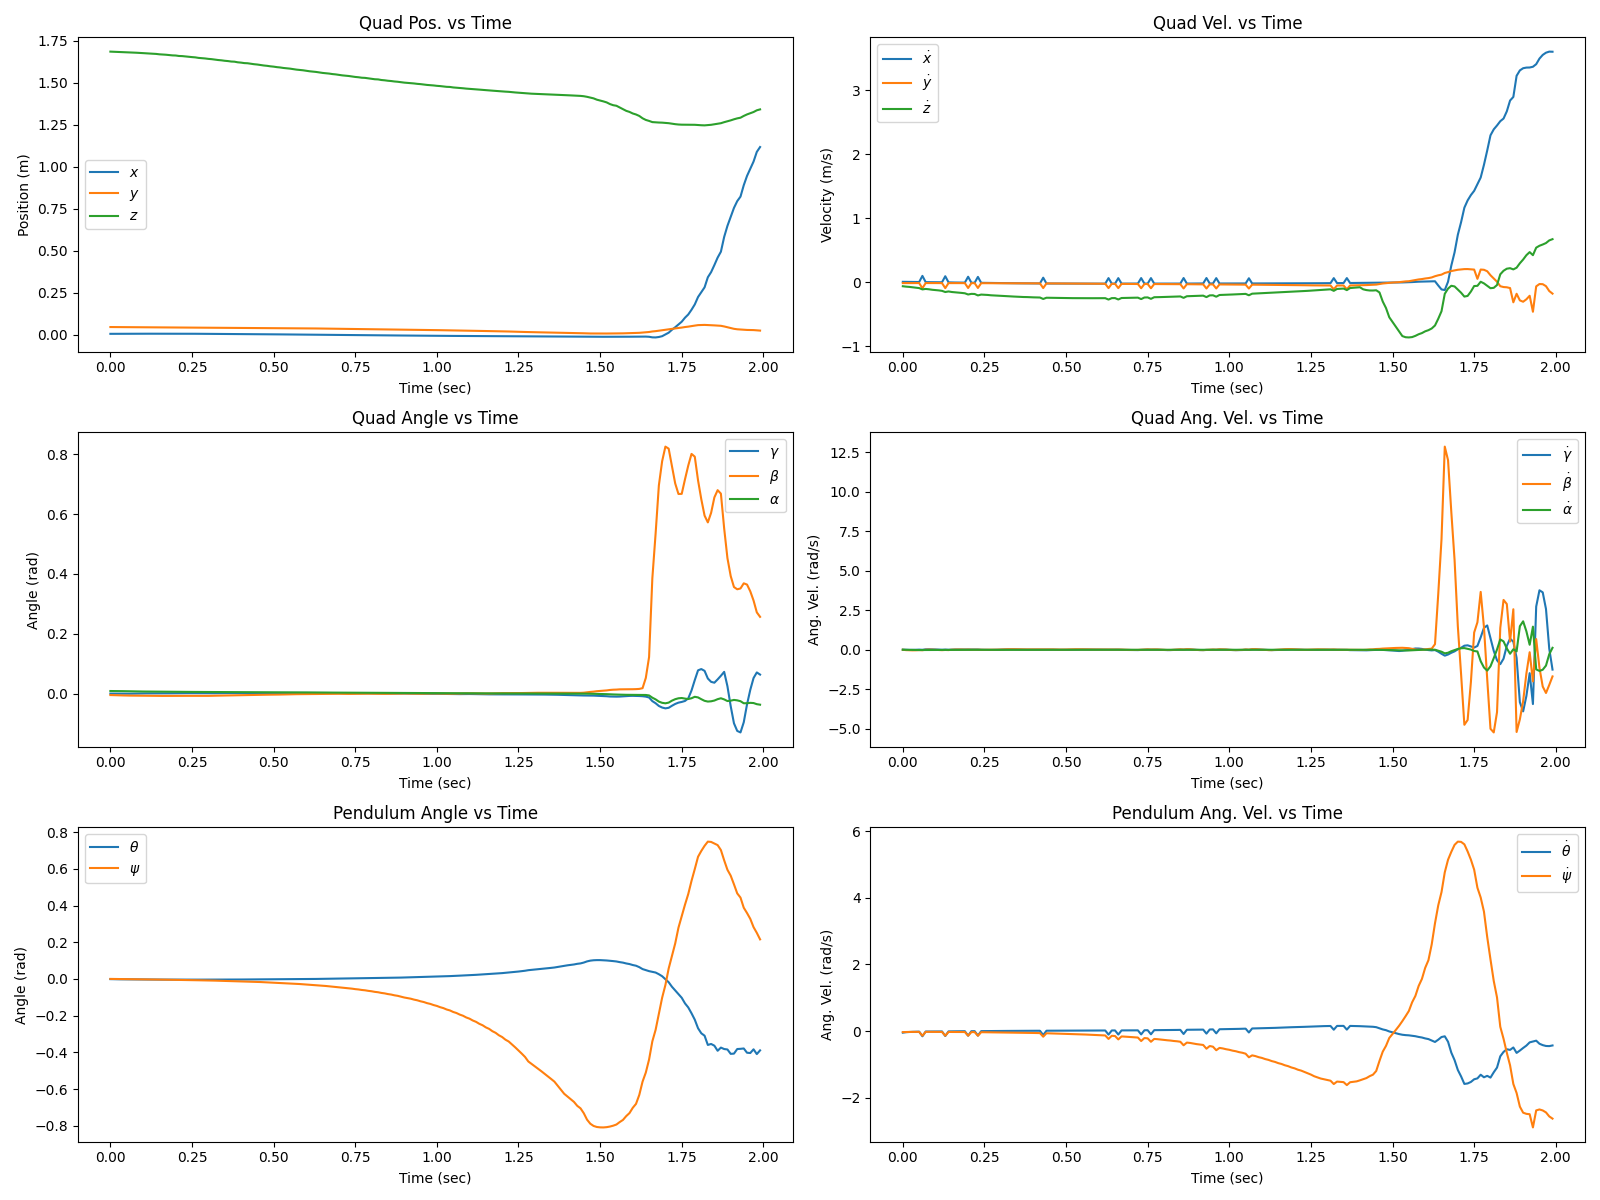 Quad Pos. vs Time
Position (m)
1.75
1.50
1.25
1.00
0.75
0.50
0.25
0.00
x
y
z
0.00 0.25 0.50 0.75 1.00 1.25 1.50 1.75 2.00
Time (sec)
Quad Vel. vs Time
Velocity (m/s)
3
2
1
0
−1
ẋ
ẏ
ż
0.00 0.25 0.50 0.75 1.00 1.25 1.50 1.75 2.00
Time (sec)
Quad Angle vs Time
Angle (rad)
0.8
0.6
0.4
0.2
0.0
γ
β
α
0.00 0.25 0.50 0.75 1.00 1.25 1.50 1.75 2.00
Time (sec)
Quad Ang. Vel. vs Time
Ang. Vel. (rad/s)
12.5
10.0
7.5
5.0
2.5
0.0
−2.5
−5.0
γ̇
β̇
α̇
0.00 0.25 0.50 0.75 1.00 1.25 1.50 1.75 2.00
Time (sec)
Pendulum Angle vs Time
Angle (rad)
0.8
0.6
0.4
0.2
0.0
−0.2
−0.4
−0.6
−0.8
θ
ψ
0.00 0.25 0.50 0.75 1.00 1.25 1.50 1.75 2.00
Time (sec)
Pendulum Ang. Vel. vs Time
Ang. Vel. (rad/s)
6
4
2
0
−2
θ̇
ψ̇
0.00 0.25 0.50 0.75 1.00 1.25 1.50 1.75 2.00
Time (sec)